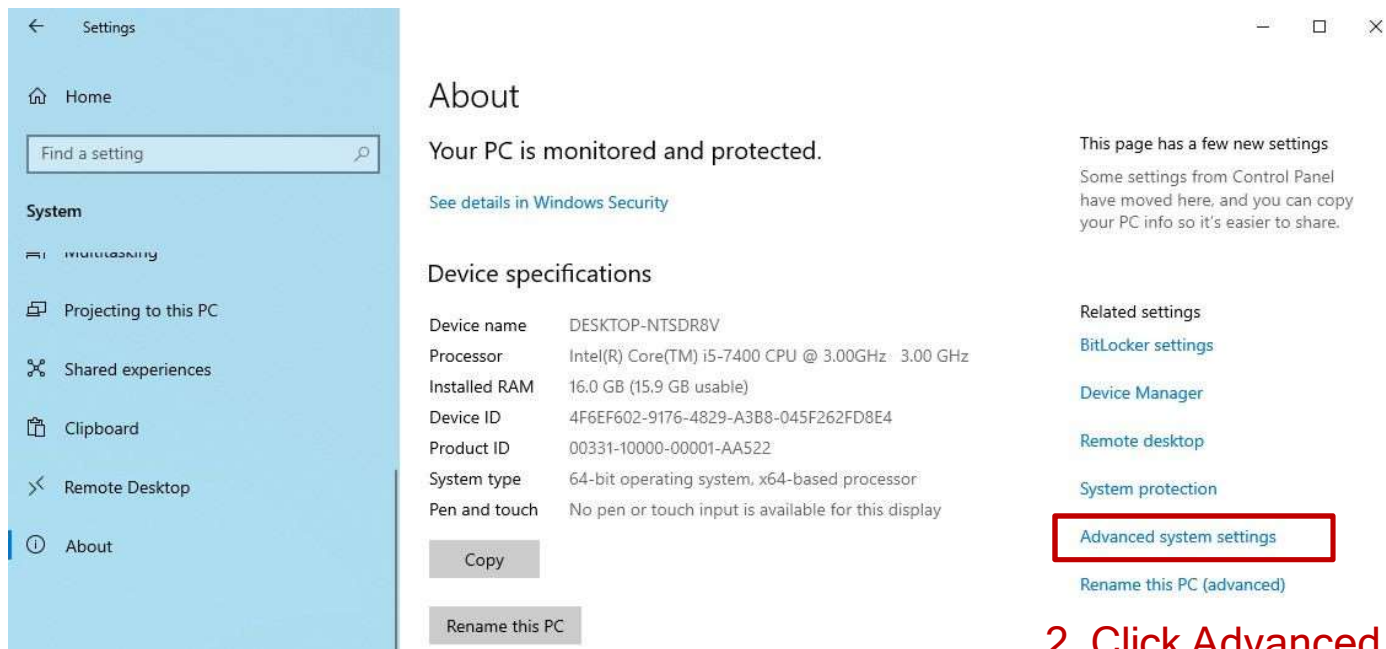 Settings
Home
Find a setting
System
Multitasking
Projecting to this PC
Shared experiences
Clipboard
Remote Desktop
About
About
Your PC is monitored and protected.
See details in Windows Security
Device specifications
Device name DESKTOP-NTSDR8V
Processor Intel(R) Core(TM) i5-7400 CPU @ 3.00GHz 3.00 GHz
Installed RAM 16.0 GB (15.9 GB usable)
Device ID 4F6EF602-9176-4829-A3B8-045F262FD8E4
Product ID 00331-10000-00001-AA522
System type 64-bit operating system, x64-based processor
Pen and touch No pen or touch input is available for this display
Copy
Rename this PC
This page has a few new settings
Some settings from Control Panel
have moved here, and you can copy
your PC info so it's easier to share.
Related settings
BitLocker settings
Device Manager
Remote desktop
System protection
Advanced system settings
Rename this PC (advanced)
2. Click Advanced